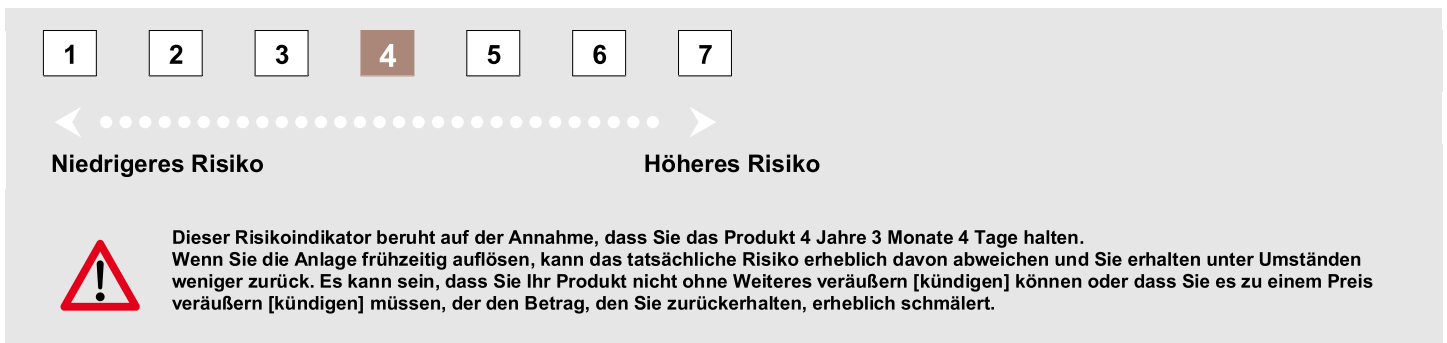 1 2 3 4 5 6 7
Niedrigeres Risiko Höheres Risiko
Dieser Risikoindikator beruht auf der Annahme, dass Sie das Produkt 4 Jahre 3 Monate 4 Tage halten.
Wenn Sie die Anlage frühzeitig auflösen, kann das tatsächliche Risiko erheblich davon abweichen und Sie erhalten unter Umständen
weniger zurück. Es kann sein, dass Sie Ihr Produkt nicht ohne Weiteres veräußern [kündigen] können oder dass Sie es zu einem Preis
veräußern [kündigen] müssen, der den Betrag, den Sie zurückerhalten, erheblich schmälert.